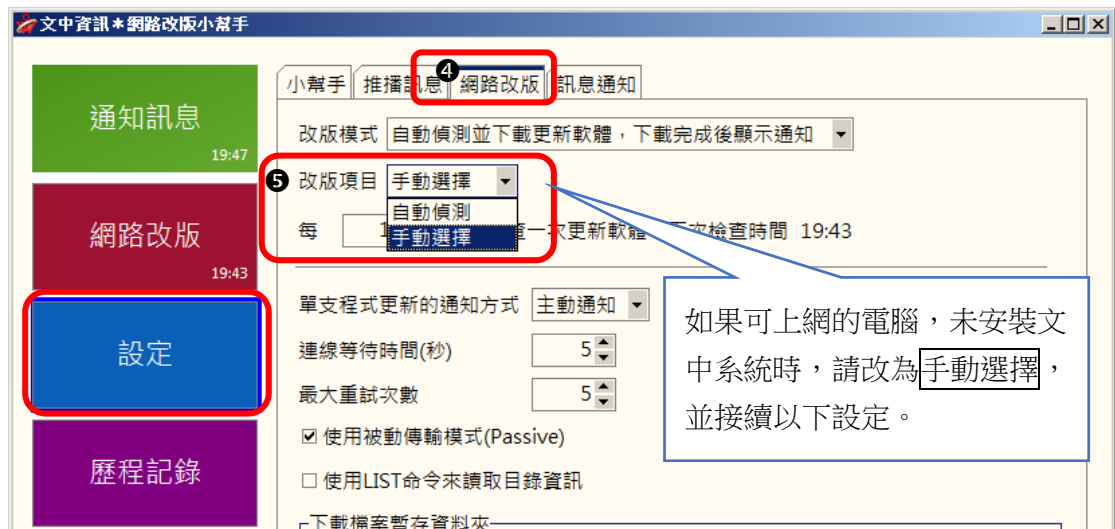 文中資訊＊網路改版小幫手
通知訊息
19:47
網路改版
19:43
設定
歷程記錄
❹
小幫手 推播訊息 網路改版 訊息通知
改版模式 自動偵測並下載更新軟體，下載完成後顯示通知
❺ 改版項目 手動選擇
自動偵測
手動選擇
每 一次更新軟體 檢查時間 19:43
單支程式更新的通知方式 主動通知
連線等待時間(秒) 5
最大重試次數 5
使用被動傳輸模式(Passive)
使用LIST命令來讀取目錄資訊
下載檔案暫存資料夾
如果可上網的電腦，未安裝文
中系統時，請改為手動選擇，
並接續以下設定。